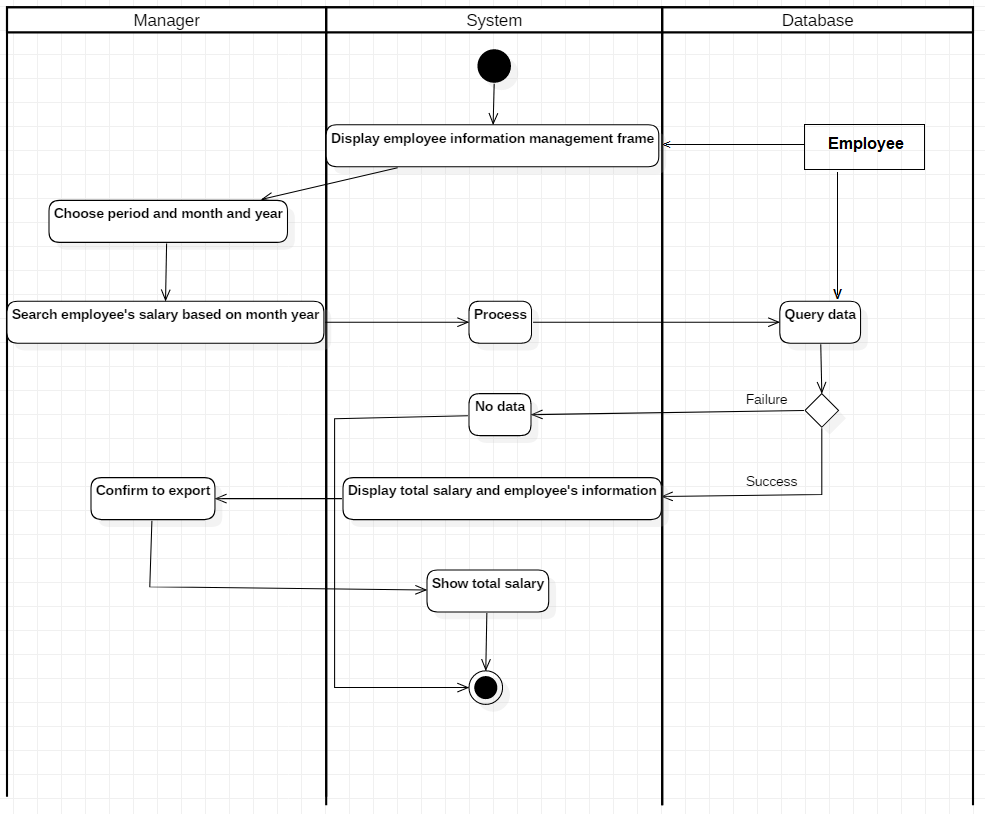 Manager
System
Database
Display employee information management frame
Employee
Choose period and month and year
Search employee's salary based on month year
Process
Query data
No data
Failure
Confirm to export
Display total salary and employee's information
Success
Show total salary